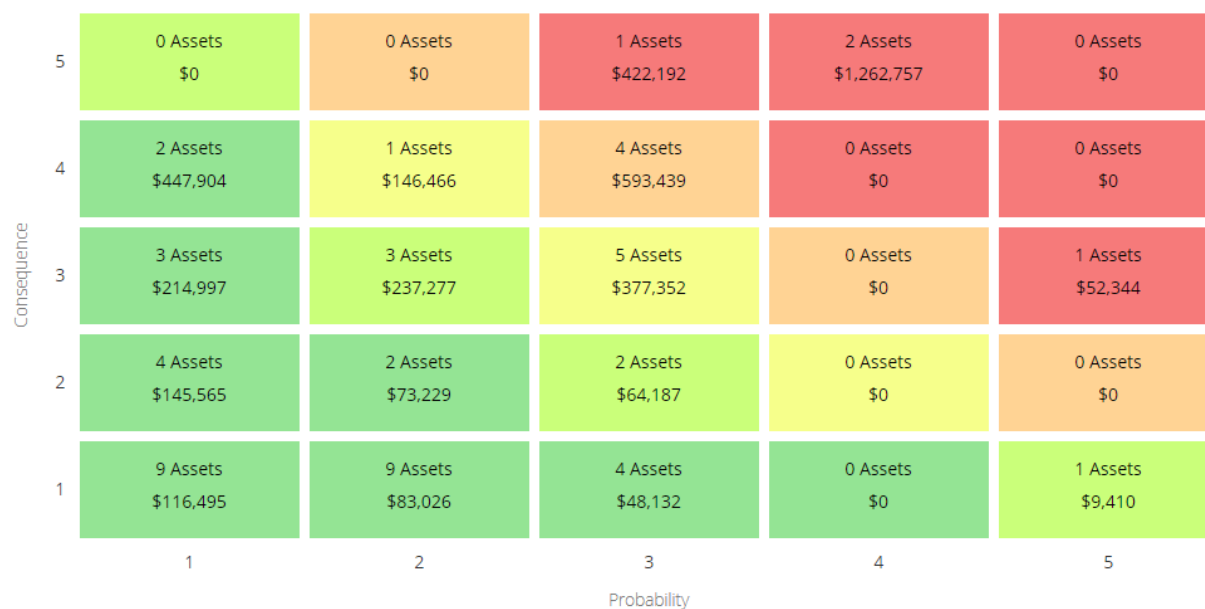 5
0 Assets
$0
0 Assets
$0
1 Assets
$422,192
2 Assets
$1,262,757
0 Assets
$0
4
2 Assets
$447,904
1 Assets
$146,466
4 Assets
$593,439
0 Assets
$0
0 Assets
$0
Consequence
3
3 Assets
$214,997
3 Assets
$237,277
5 Assets
$377,352
0 Assets
$0
1 Assets
$52,344
2
4 Assets
$145,565
2 Assets
$73,229
2 Assets
$64,187
0 Assets
$0
0 Assets
$0
1
9 Assets
$116,495
9 Assets
$83,026
4 Assets
$48,132
0 Assets
$0
1 Assets
$9,410
1
2
3
4
5
Probability